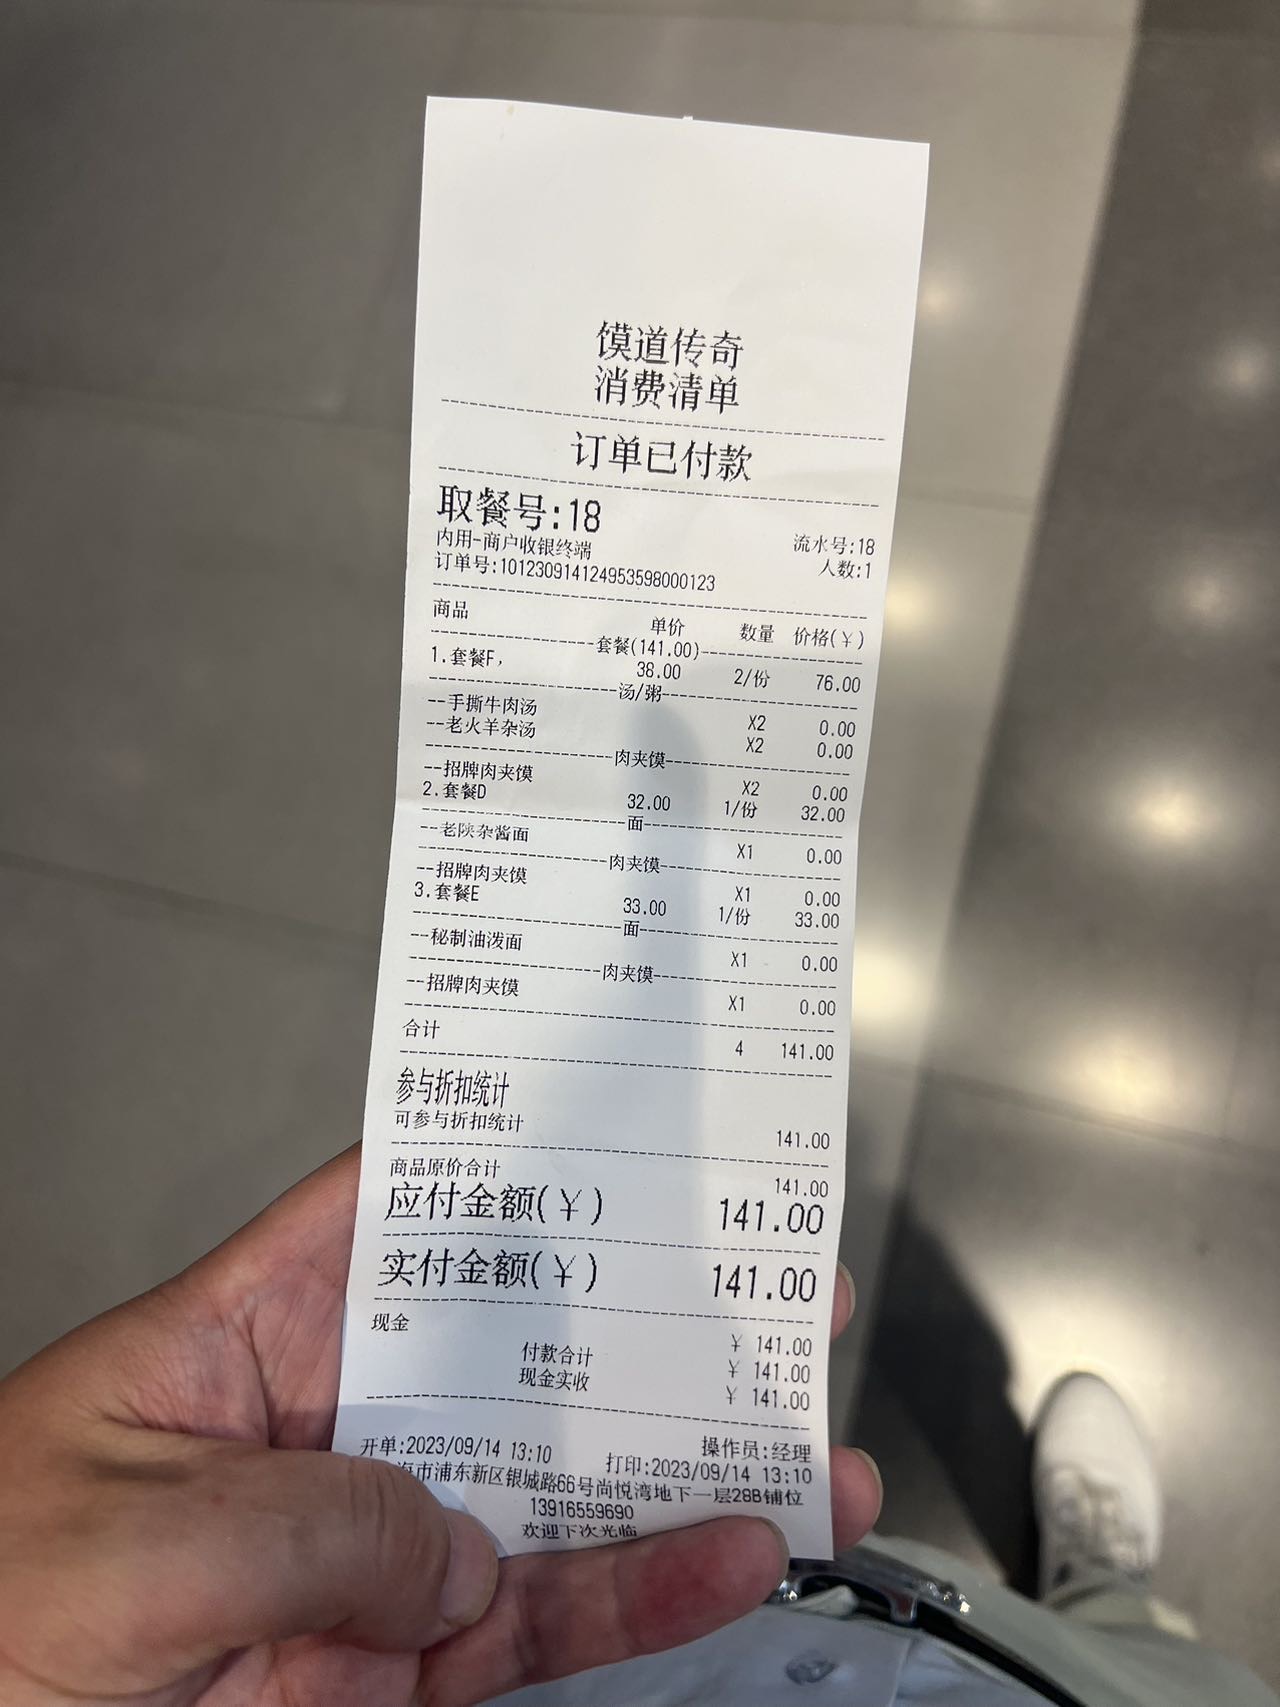 馍道传奇
消费清单
订单已付款
取餐号:18
内用-商户收银终端 流水号:18
订单号:101230914124953598000123 人数:1
商品 单价 数量 价格(￥)
套餐(141.00)
1.套餐F, 38.00 2/份 76.00
汤/粥
--手撕牛肉汤 X2 0.00
--老火羊杂汤 X2 0.00
肉夹馍
--招牌肉夹馍 X2 0.00
2.套餐D 32.00 1/份 32.00
面
--老陕杂酱面 X1 0.00
肉夹馍
--招牌肉夹馍 X1 0.00
3.套餐E 33.00 1/份 33.00
面
--秘制油泼面 X1 0.00
肉夹馍
--招牌肉夹馍 X1 0.00
合计 4 141.00
参与折扣统计
可参与折扣统计 141.00
商品原价合计 141.00
应付金额(￥) 141.00
实付金额(￥) 141.00
现金 ￥ 141.00
付款合计 ￥ 141.00
现金实收 ￥ 141.00
操作员:经理
开单:2023/09/14 13:10 打印:2023/09/14 13:10
海市浦东新区银城路66号尚悦湾地下一层28B铺位
13916559690
欢迎下次光临